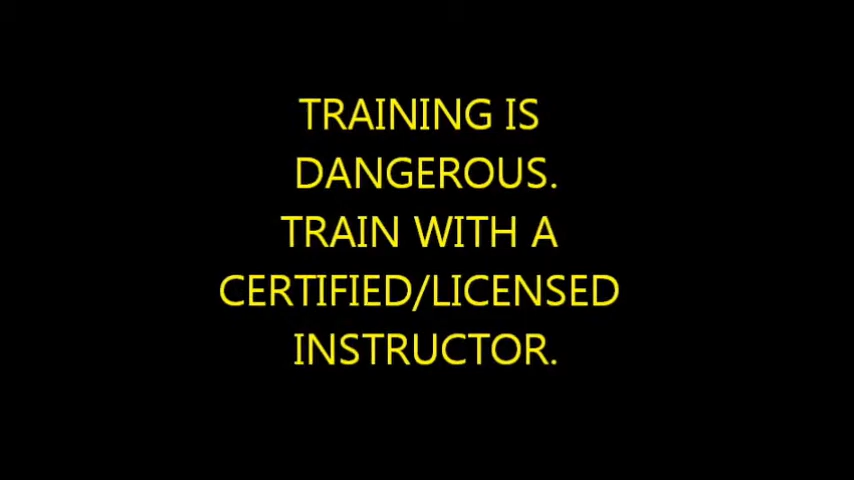 TRAINING IS
DANGEROUS.
TRAIN WITH A
CERTIFIED/LICENSED
INSTRUCTOR.